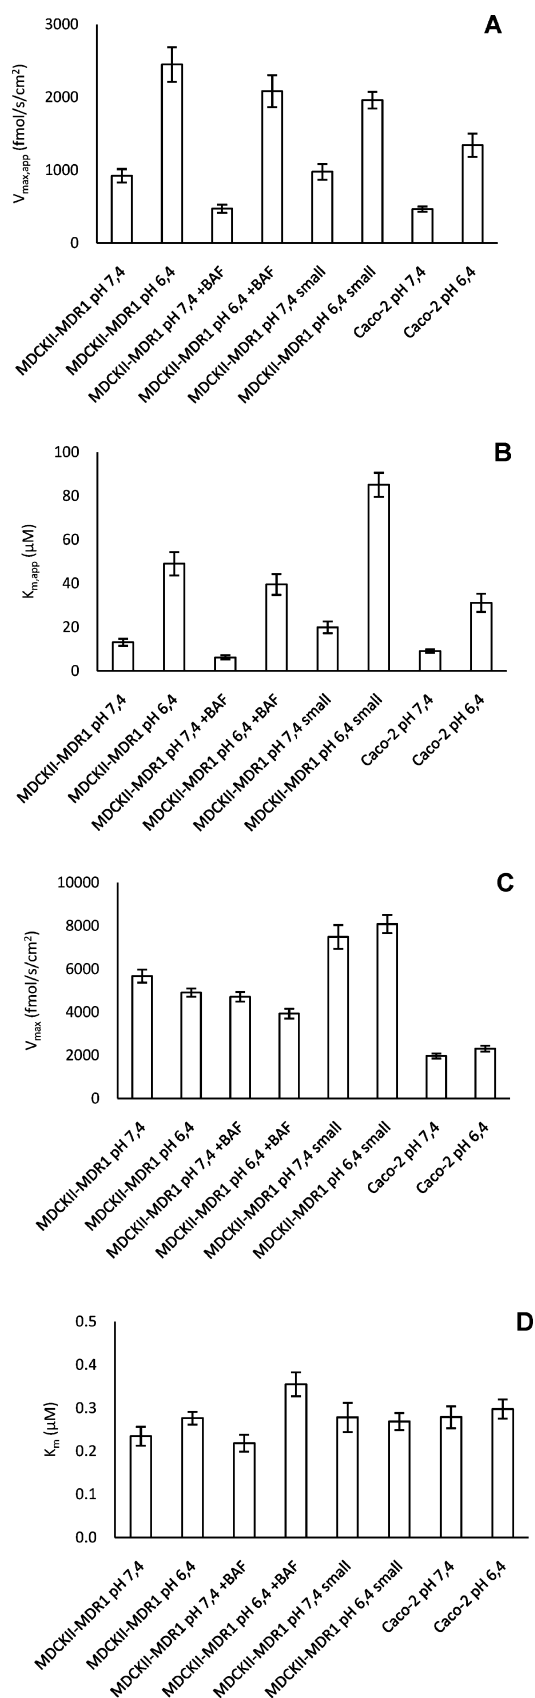 A
3000
2000
1000
0
Vmax,app (fmol/s/cm²)
MDCKII-MDR1 pH 7,4
MDCKII-MDR1 pH 6,4
MDCKII-MDR1 pH 7,4 +BAF
MDCKII-MDR1 pH 6,4 +BAF
MDCKII-MDR1 pH 7,4 small
MDCKII-MDR1 pH 6,4 small
Caco-2 pH 7,4
Caco-2 pH 6,4
B
100
80
60
40
20
0
Km,app (µM)
MDCKII-MDR1 pH 7,4
MDCKII-MDR1 pH 6,4
MDCKII-MDR1 pH 7,4 +BAF
MDCKII-MDR1 pH 6,4 +BAF
MDCKII-MDR1 pH 7,4 small
MDCKII-MDR1 pH 6,4 small
Caco-2 pH 7,4
Caco-2 pH 6,4
C
10000
8000
6000
4000
2000
0
Vmax (fmol/s/cm²)
MDCKII-MDR1 pH 7,4
MDCKII-MDR1 pH 6,4
MDCKII-MDR1 pH 7,4 +BAF
MDCKII-MDR1 pH 6,4 +BAF
MDCKII-MDR1 pH 7,4 small
MDCKII-MDR1 pH 6,4 small
Caco-2 pH 7,4
Caco-2 pH 6,4
D
0.5
0.4
0.3
0.2
0.1
0.0
Km (µM)
MDCKII-MDR1 pH 7,4
MDCKII-MDR1 pH 6,4
MDCKII-MDR1 pH 7,4 +BAF
MDCKII-MDR1 pH 6,4 +BAF
MDCKII-MDR1 pH 7,4 small
MDCKII-MDR1 pH 6,4 small
Caco-2 pH 7,4
Caco-2 pH 6,4